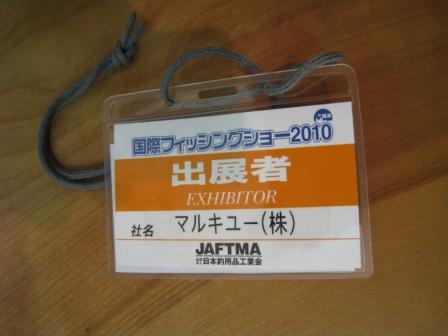 国際フィッシングショー2010
出展者
EXHIBITOR
社名 マルキユー(株)
JAFTMA
日本釣用品工業会